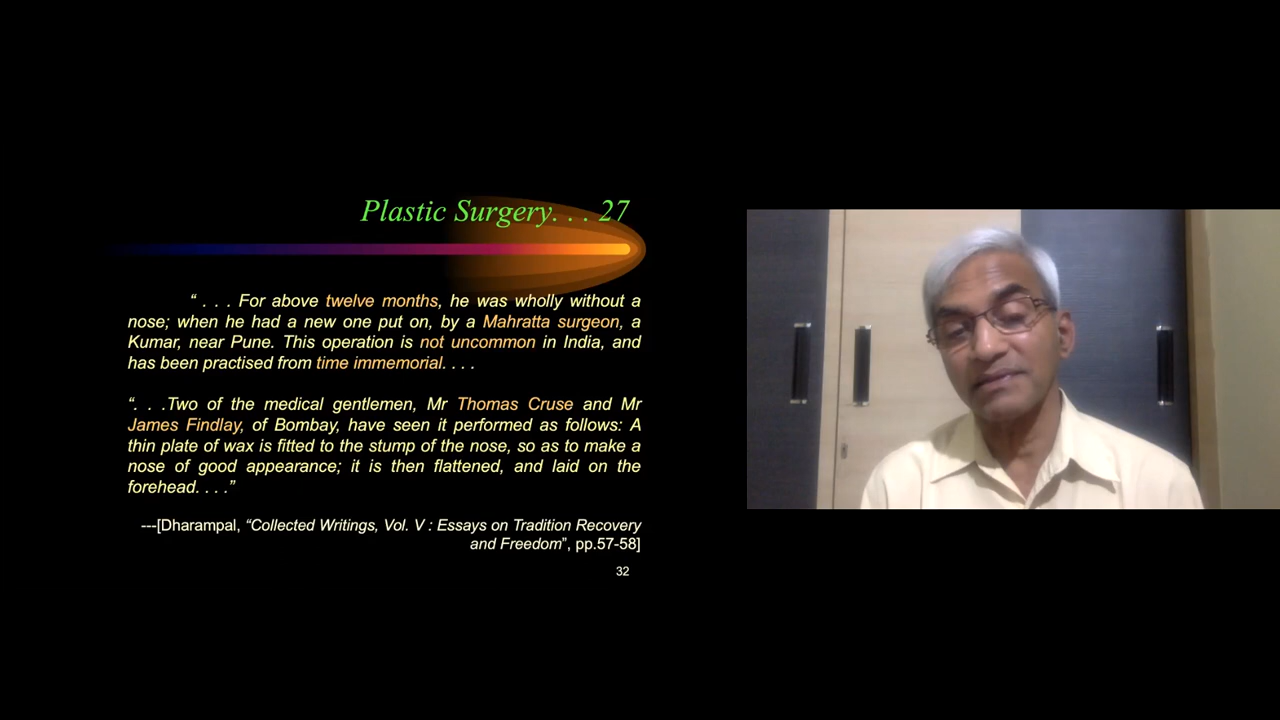 Plastic Surgery. . . 27
“ . . . For above twelve months, he was wholly without a
nose; when he had a new one put on, by a Mahratta surgeon, a
Kumar, near Pune. This operation is not uncommon in India, and
has been practised from time immemorial. . . .
“. . .Two of the medical gentlemen, Mr Thomas Cruse and Mr
James Findlay, of Bombay, have seen it performed as follows: A
thin plate of wax is fitted to the stump of the nose, so as to make a
nose of good appearance; it is then flattened, and laid on the
forehead. . . .”
---[Dharampal, “Collected Writings, Vol. V : Essays on Tradition Recovery
and Freedom”, pp.57-58]
32